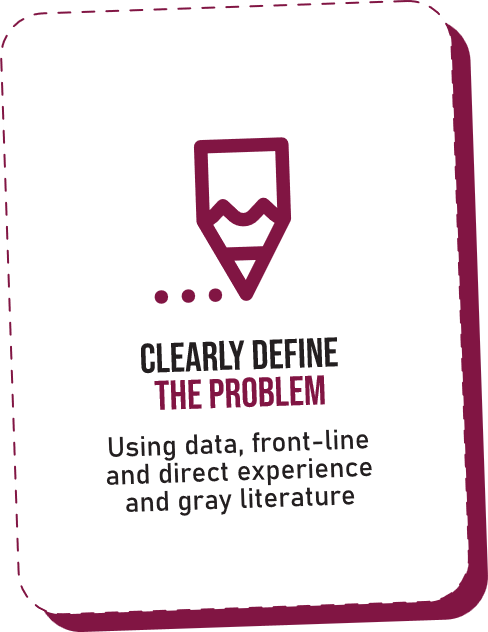 CLEARLY DEFINE
THE PROBLEM
Using data, front-line
and direct experience
and gray literature